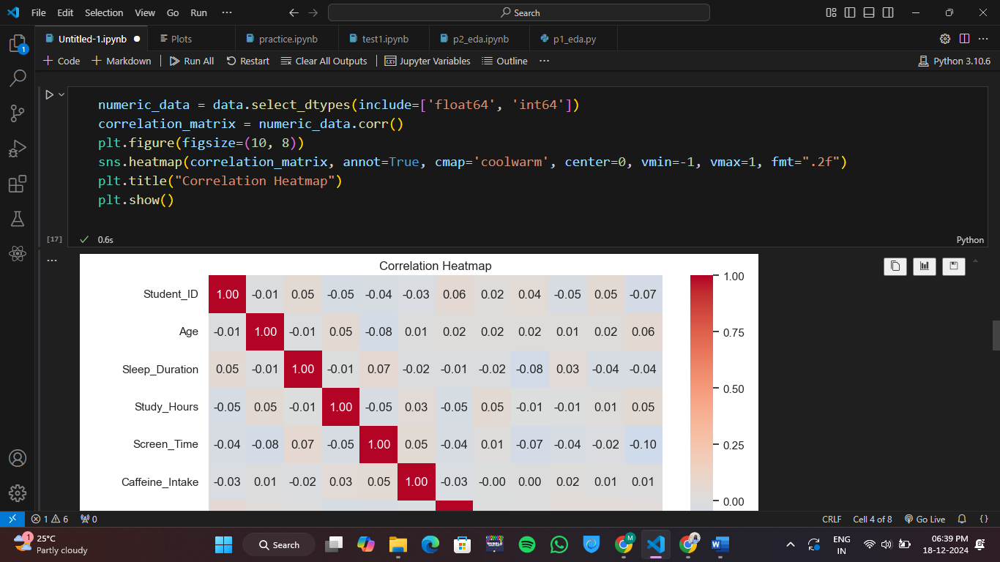 File Edit Selection View Go Run ··· Search
Untitled-1.ipynb Plots practice.ipynb test1.ipynb p2_eda.ipynb p1_eda.py
Code Markdown Run All Restart Clear All Outputs Jupyter Variables Outline ··· Python 3.10.6
1
numeric_data = data.select_dtypes(include=['float64', 'int64'])
correlation_matrix = numeric_data.corr()
plt.figure(figsize=(10, 8))
sns.heatmap(correlation_matrix, annot=True, cmap='coolwarm', center=0, vmin=-1, vmax=1, fmt=".2f")
plt.title("Correlation Heatmap")
plt.show()
[17] 0.6s Python
Correlation Heatmap
Student_ID 1.00 -0.01 0.05 -0.05 -0.04 -0.03 0.06 0.02 0.04 -0.05 0.05 -0.07
Age -0.01 1.00 -0.01 0.05 -0.08 0.01 0.02 0.02 0.02 0.01 0.02 0.06
Sleep_Duration 0.05 -0.01 1.00 -0.01 0.07 -0.02 -0.01 -0.02 -0.08 0.03 -0.04 -0.04
Study_Hours -0.05 0.05 -0.01 1.00 -0.05 0.03 -0.05 0.05 -0.01 -0.01 0.01 0.05
Screen_Time -0.04 -0.08 0.07 -0.05 1.00 0.05 -0.04 0.01 -0.07 -0.04 -0.02 -0.10
Caffeine_Intake -0.03 0.01 -0.02 0.03 0.05 1.00 -0.03 -0.00 0.00 0.02 0.01 0.01
1.00
0.75
0.50
0.25
0.00
1 6 0 CRLF Cell 4 of 8 Go Live
1 25°C
Partly cloudy
Search
M
W
ENG
IN
06:39 PM
18-12-2024